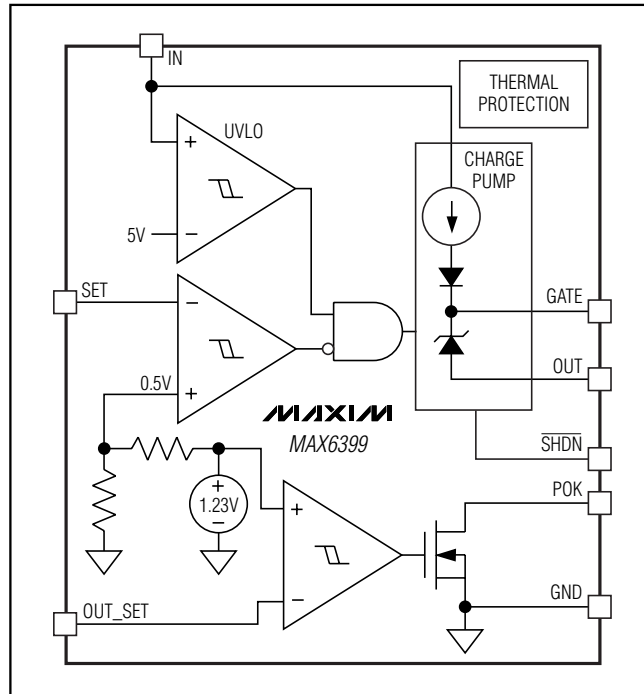 IN
THERMAL
PROTECTION
UVLO
+
CHARGE
PUMP
5V
−
SET
−
GATE
OUT
0.5V
+
MAXIM
MAX6399
SHDN
POK
+
1.23V
−
+
−
GND
OUT_SET